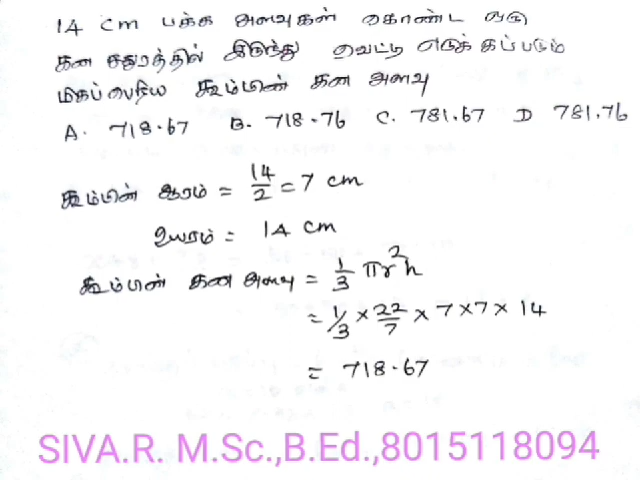 14 cm பக்க அளவுகள் கொண்ட ஒரு
கன சதுரத்தில் இருந்து வெட்டி எடுக்கப்படும்
மிகப்பெரிய கூம்பின் கன அளவு
A. 718.67 B. 718.76 C. 781.67 D 781.76
கூம்பின் ஆரம் = 14/2 = 7 cm
உயரம் = 14 cm
கூம்பின் கன அளவு = 1/3 πr²h
= 1/3 × 22/7 × 7 × 7 × 14
= 718.67
SIVA.R. M.Sc.,B.Ed.,8015118094